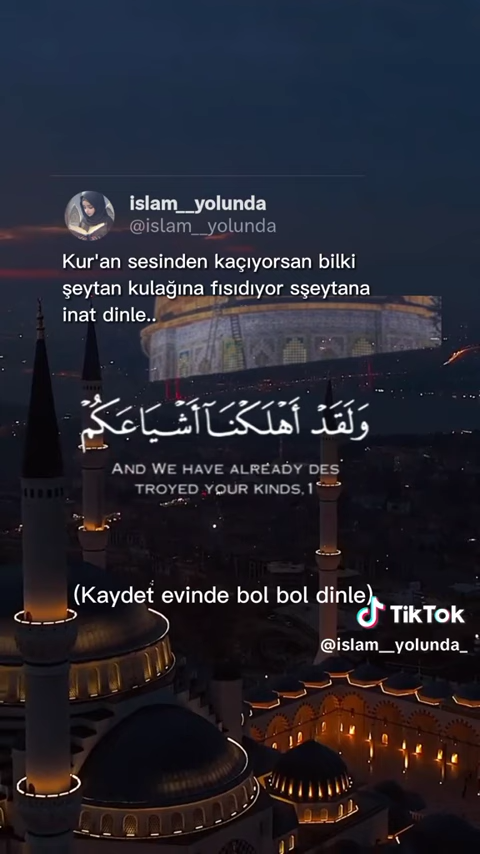 islam__yolunda
@islam__yolunda
Kur'an sesinden kaçıyorsan bilki
şeytan kulağına fısıdıyor sşeytana
inat dinle..
وَلَقَدْ أَهْلَكْنَآ أَشْيَاعَكُمْ
AND WE HAVE ALREADY DES
TROYED YOUR KINDS,1
(Kaydet evinde bol bol dinle)
TikTok
@islam__yolunda_